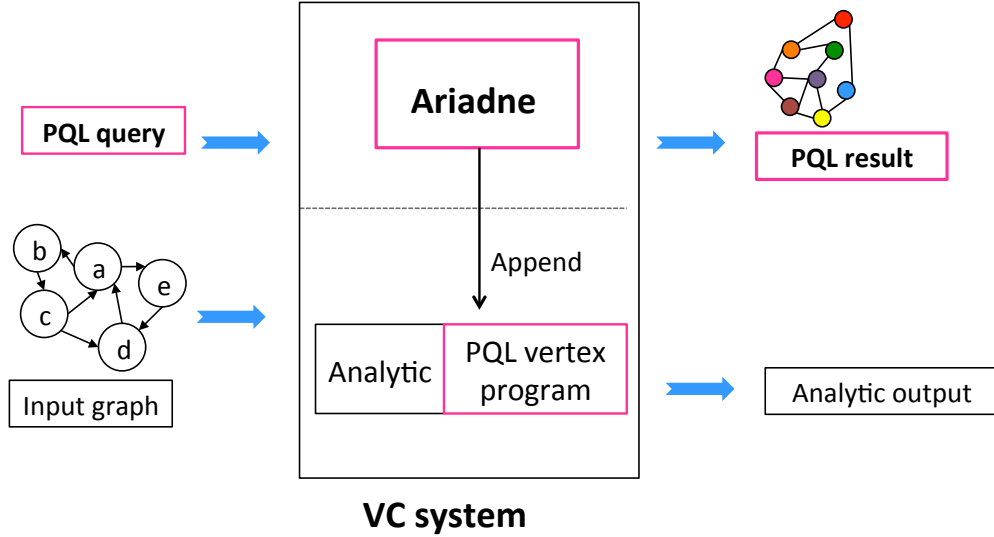 PQL query
Ariadne
PQL result
b
a
e
c
d
Input graph
Append
Analytic
PQL vertex
program
Analytic output
VC system